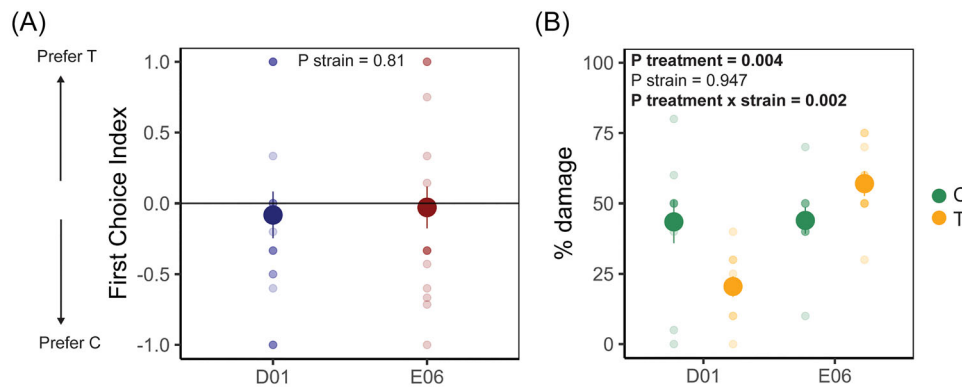 (A)
Prefer T
Prefer C
First Choice Index
1.0
0.5
0.0
-0.5
-1.0
P strain = 0.81
D01
E06
(B)
% damage
100
75
50
25
0
P treatment = 0.004
P strain = 0.947
P treatment x strain = 0.002
D01
E06
C
T